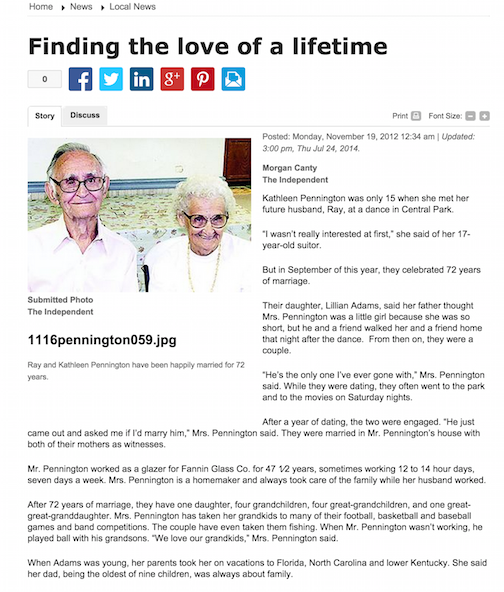 Home ▸ News ▸ Local News
Finding the love of a lifetime
0
Story
Discuss
Print
Font Size:
Posted: Monday, November 19, 2012 12:34 am | Updated:
3:00 pm, Thu Jul 24, 2014.
Morgan Canty
The Independent
Kathleen Pennington was only 15 when she met her
future husband, Ray, at a dance in Central Park.
"I wasn't really interested at first," she said of her 17-
year-old suitor.
But in September of this year, they celebrated 72 years
of marriage.
Their daughter, Lillian Adams, said her father thought
Mrs. Pennington was a little girl because she was so
short, but he and a friend walked her and a friend home
that night after the dance.  From then on, they were a
couple.
"He's the only one I've ever gone with," Mrs. Pennington
said. While they were dating, they often went to the park
and to the movies on Saturday nights.
Submitted Photo
The Independent
1116pennington059.jpg
Ray and Kathleen Pennington have been happily married for 72
years.
After a year of dating, the two were engaged. "He just
came out and asked me if I'd marry him," Mrs. Pennington said. They were married in Mr. Pennington's house with
both of their mothers as witnesses.
Mr. Pennington worked as a glazer for Fannin Glass Co. for 47 1⁄2 years, sometimes working 12 to 14 hour days,
seven days a week. Mrs. Pennington is a homemaker and always took care of the family while her husband worked.
After 72 years of marriage, they have one daughter, four grandchildren, four great-grandchildren, and one great-
great-granddaughter. Mrs. Pennington has taken her grandkids to many of their football, basketball and baseball
games and band competitions. The couple have even taken them fishing. When Mr. Pennington wasn't working, he
played ball with his grandsons. "We love our grandkids," Mrs. Pennington said.
When Adams was young, her parents took her on vacations to Florida, North Carolina and lower Kentucky. She said
her dad, being the oldest of nine children, was always about family.